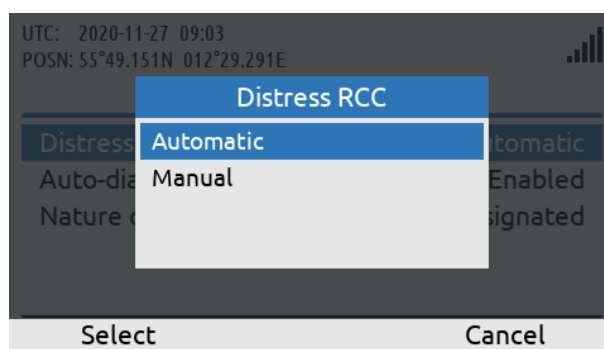 UTC: 2020-11-27 09:03
POSN: 55°49.151N 012°29.291E
Distress RCC
Distress
Automatic
utomatic
Auto-dia
Manual
Enabled
Nature
signated
Select
Cancel